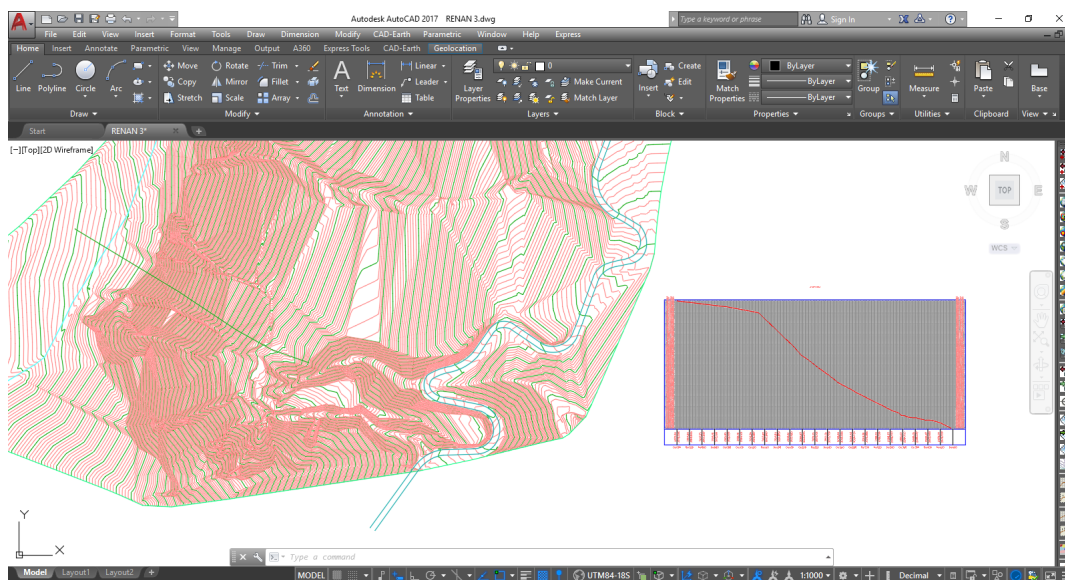 Autodesk AutoCAD 2017 RENAN 3.dwg
Type a keyword or phrase
Sign In
File Edit View Insert Format Tools Draw Dimension Modify CAD-Earth Parametric Window Help Express
Home Insert Annotate Parametric View Manage Output A360 Express Tools CAD-Earth Geolocation
Move Rotate Trim
Copy Mirror Fillet
Stretch Scale Array
Line Polyline Circle Arc
Text Dimension
Linear
Leader
Table
Layer Properties
0
Make Current
Match Layer
Insert
Create
Edit
Match Properties
ByLayer
ByLayer
ByLayer
Group
Measure
Paste
Base
Draw Modify Annotation Layers Block Properties Groups Utilities Clipboard View
Start RENAN 3*
[−][Top][2D Wireframe]
N
W TOP E
S
WCS
Y
X
Type a command
Model Layout1 Layout2 +
MODEL UTM84-18S 1:1000 Decimal